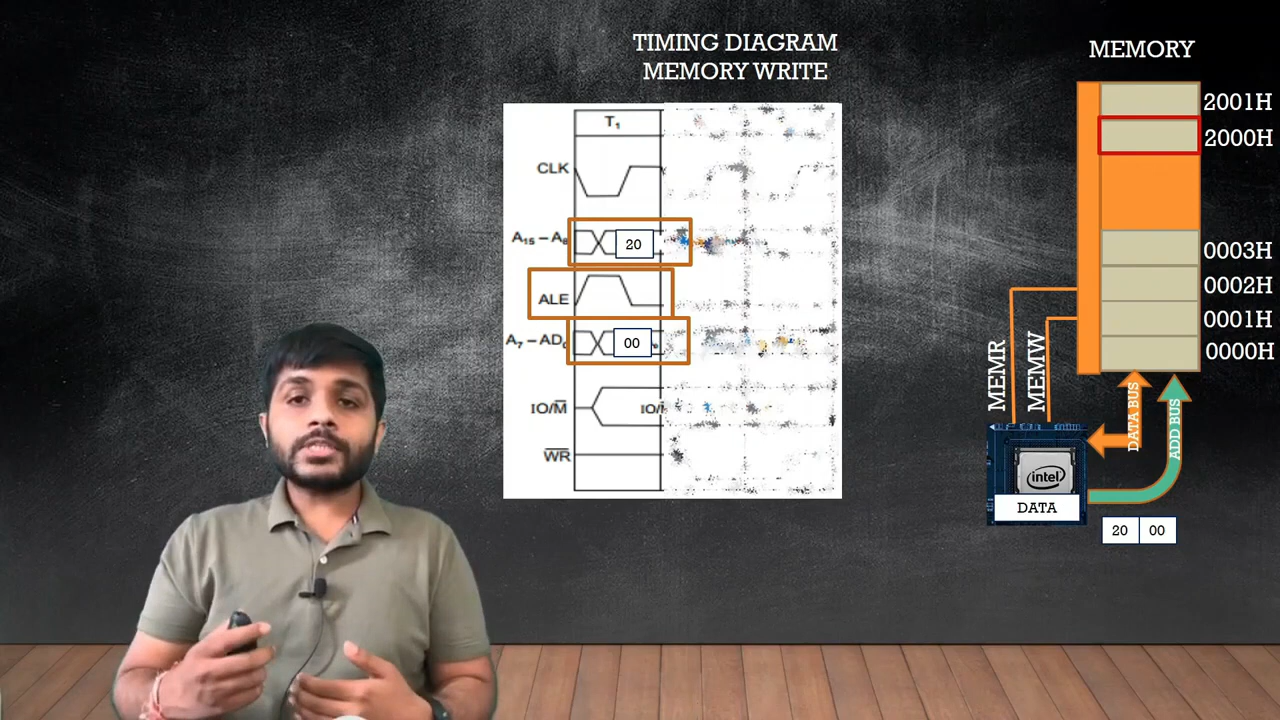 TIMING DIAGRAM
MEMORY WRITE
T1
CLK
A15 – A8
20
ALE
A7 – AD0
00
IO/M̅
IO/
W̅R̅
MEMORY
2001H
2000H
0003H
0002H
0001H
0000H
MEMR
MEMW
DATA BUS
ADD BUS
intel
DATA
20 00